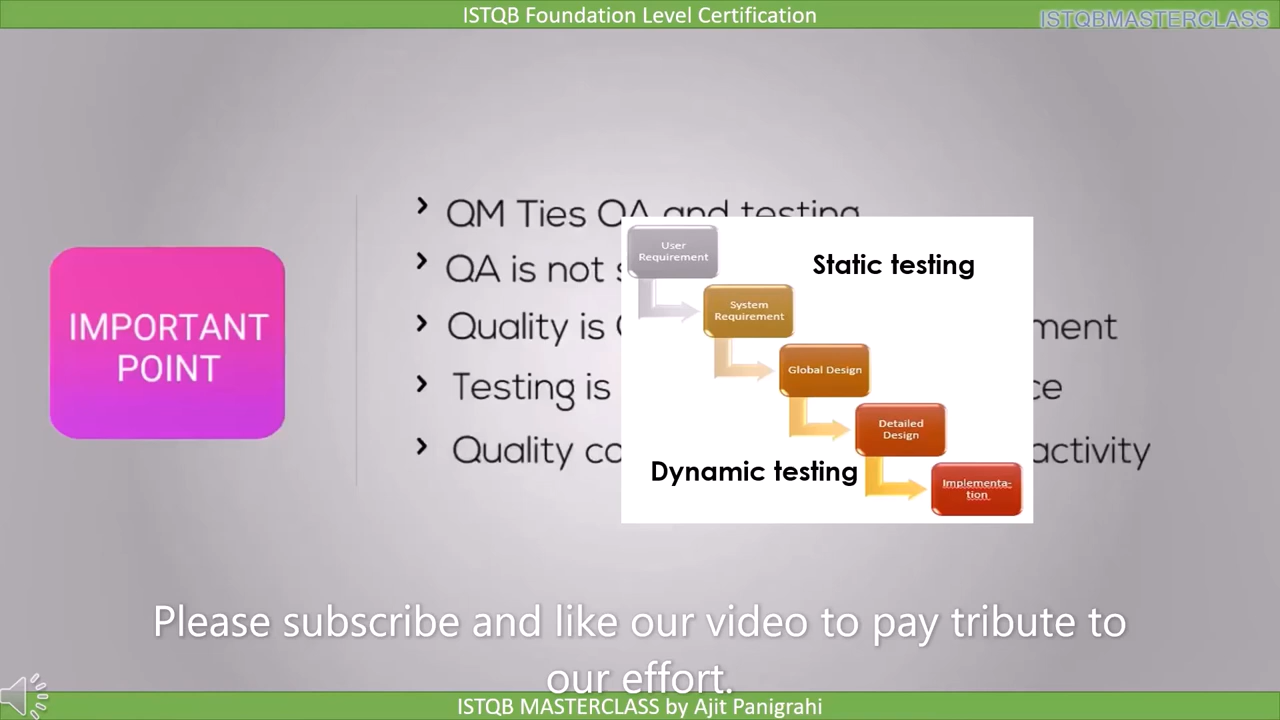 ISTQB Foundation Level Certification
ISTQBMASTERCLASS
IMPORTANT
POINT
QM Ties QA and testing
QA is not
Quality is
ment
Testing is
ce
Quality co
activity
User
Requirement
System
Requirement
Global Design
Detailed
Design
Implementa-
tion
Static testing
Dynamic testing
Please subscribe and like our video to pay tribute to
our effort.
ISTQB MASTERCLASS by Ajit Panigrahi